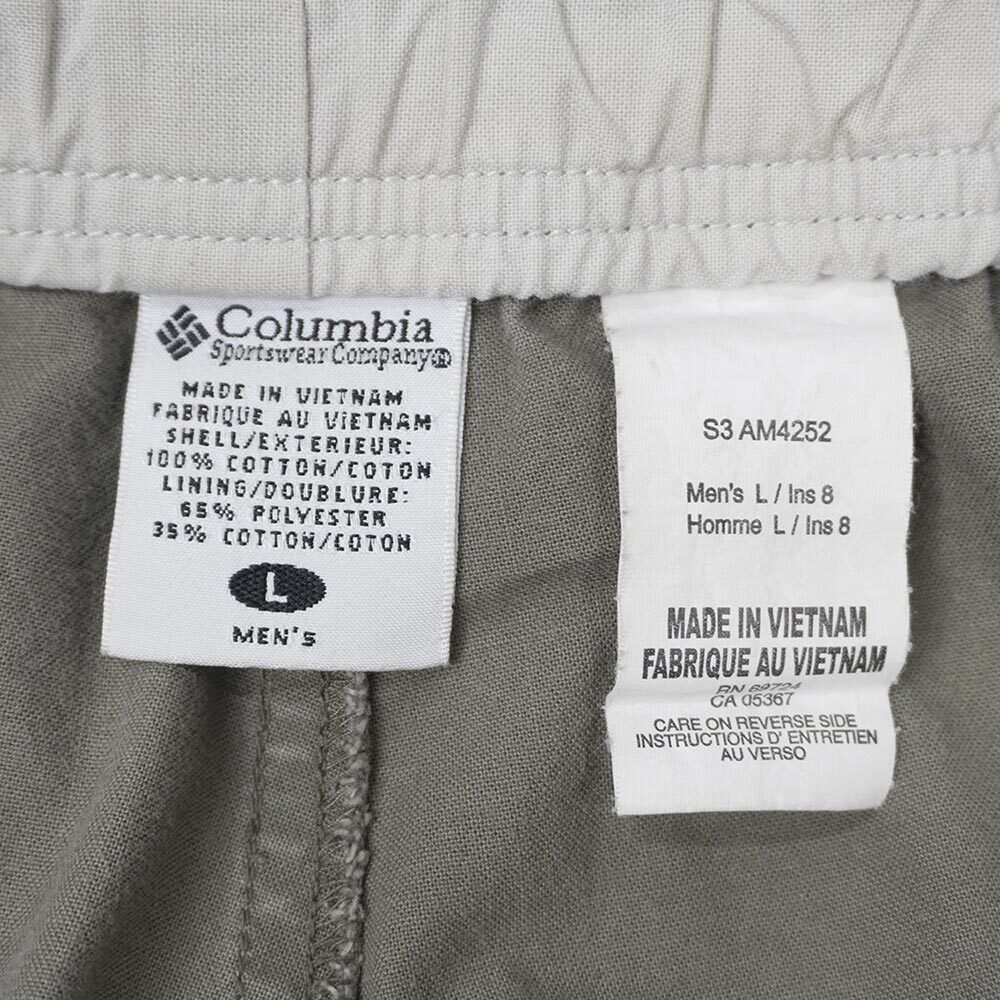 Columbia
Sportswear Company®
MADE IN VIETNAM
FABRIQUE AU VIETNAM
SHELL/EXTERIEUR:
100% COTTON/COTON
LINING/DOUBLURE:
65% POLYESTER
35% COTTON/COTON
L
MEN'S
S3 AM4252
Men's L / Ins 8
Homme L / Ins 8
MADE IN VIETNAM
FABRIQUE AU VIETNAM
RN 69724
CA 05367
CARE ON REVERSE SIDE
INSTRUCTIONS D' ENTRETIEN
AU VERSO